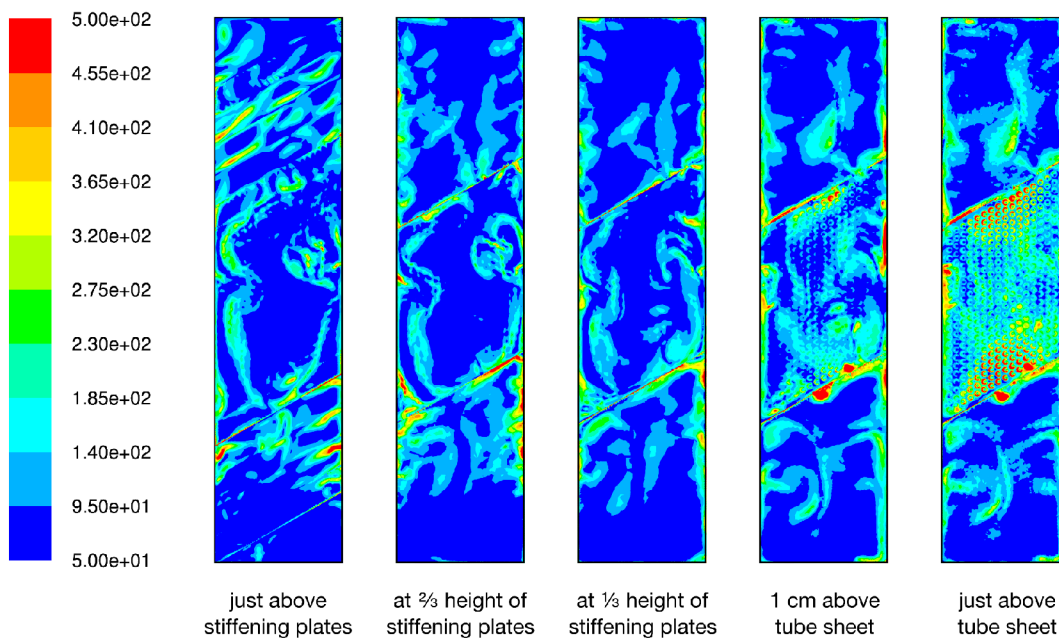 5.00e+02
4.55e+02
4.10e+02
3.65e+02
3.20e+02
2.75e+02
2.30e+02
1.85e+02
1.40e+02
9.50e+01
5.00e+01
just above
stiffening plates
at ⅔ height of
stiffening plates
at ⅓ height of
stiffening plates
1 cm above
tube sheet
just above
tube sheet